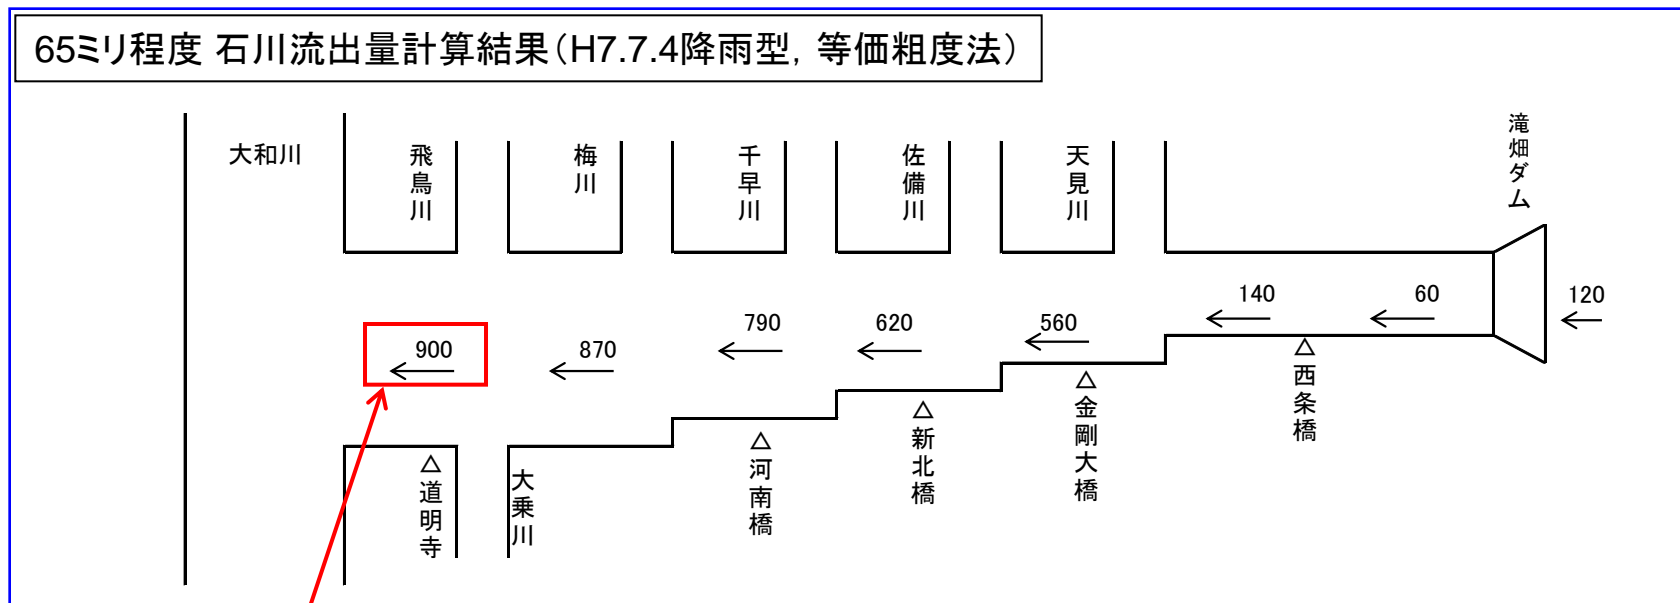 65ミリ程度 石川流出量計算結果（H7.7.4降雨型，等価粗度法）
大和川
飛鳥川
梅川
千早川
佐備川
天見川
滝畑ダム
900
870
790
620
560
140
60
120
△道明寺
大乗川
△河南橋
△新北橋
△金剛大橋
△西条橋